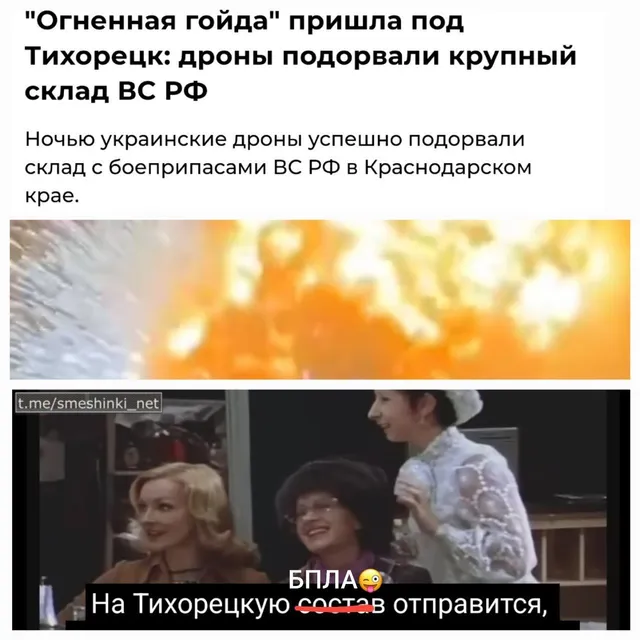 "Огненная гойда" пришла под
Тихорецк: дроны подорвали крупный
склад ВС РФ
Ночью украинские дроны успешно подорвали
склад с боеприпасами ВС РФ в Краснодарском
крае.
t.me/smeshinki_net
БПЛА😜
На Тихорецкую состав отправится,